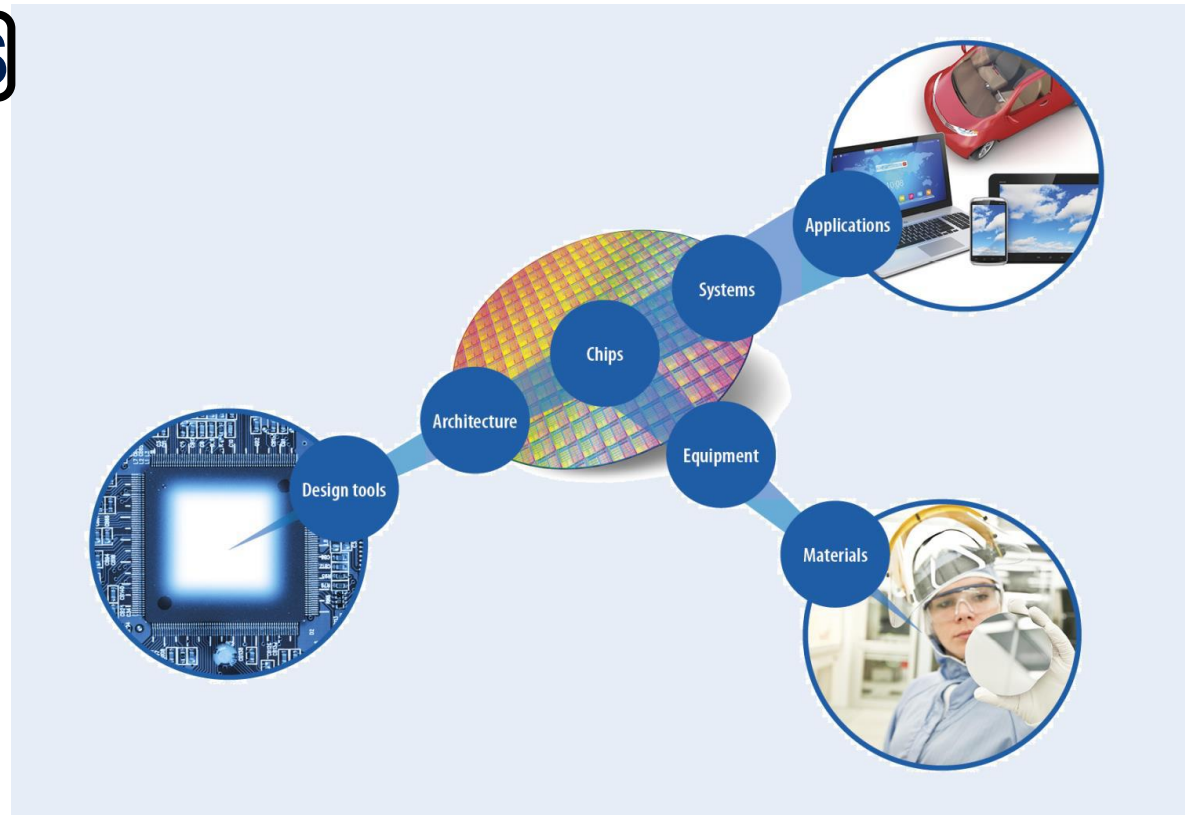 Applications
Systems
Chips
Architecture
Equipment
Design tools
Materials